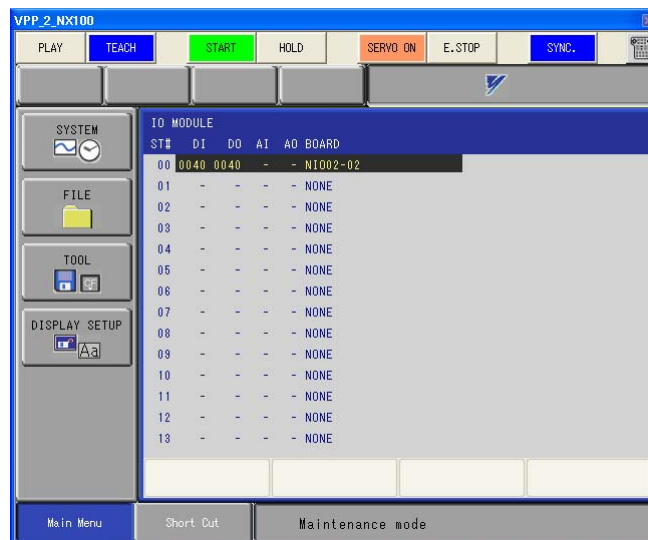 VPP_2_NX100
PLAY TEACH START HOLD SERVO ON E.STOP SYNC.
SYSTEM
FILE
TOOL
DISPLAY SETUP
Aa
IO MODULE
ST# DI DO AI AO BOARD
00 0040 0040 - - NIO02-02
01 - - - - NONE
02 - - - - NONE
03 - - - - NONE
04 - - - - NONE
05 - - - - NONE
06 - - - - NONE
07 - - - - NONE
08 - - - - NONE
09 - - - - NONE
10 - - - - NONE
11 - - - - NONE
12 - - - - NONE
13 - - - - NONE
Main Menu Short Cut Maintenance mode